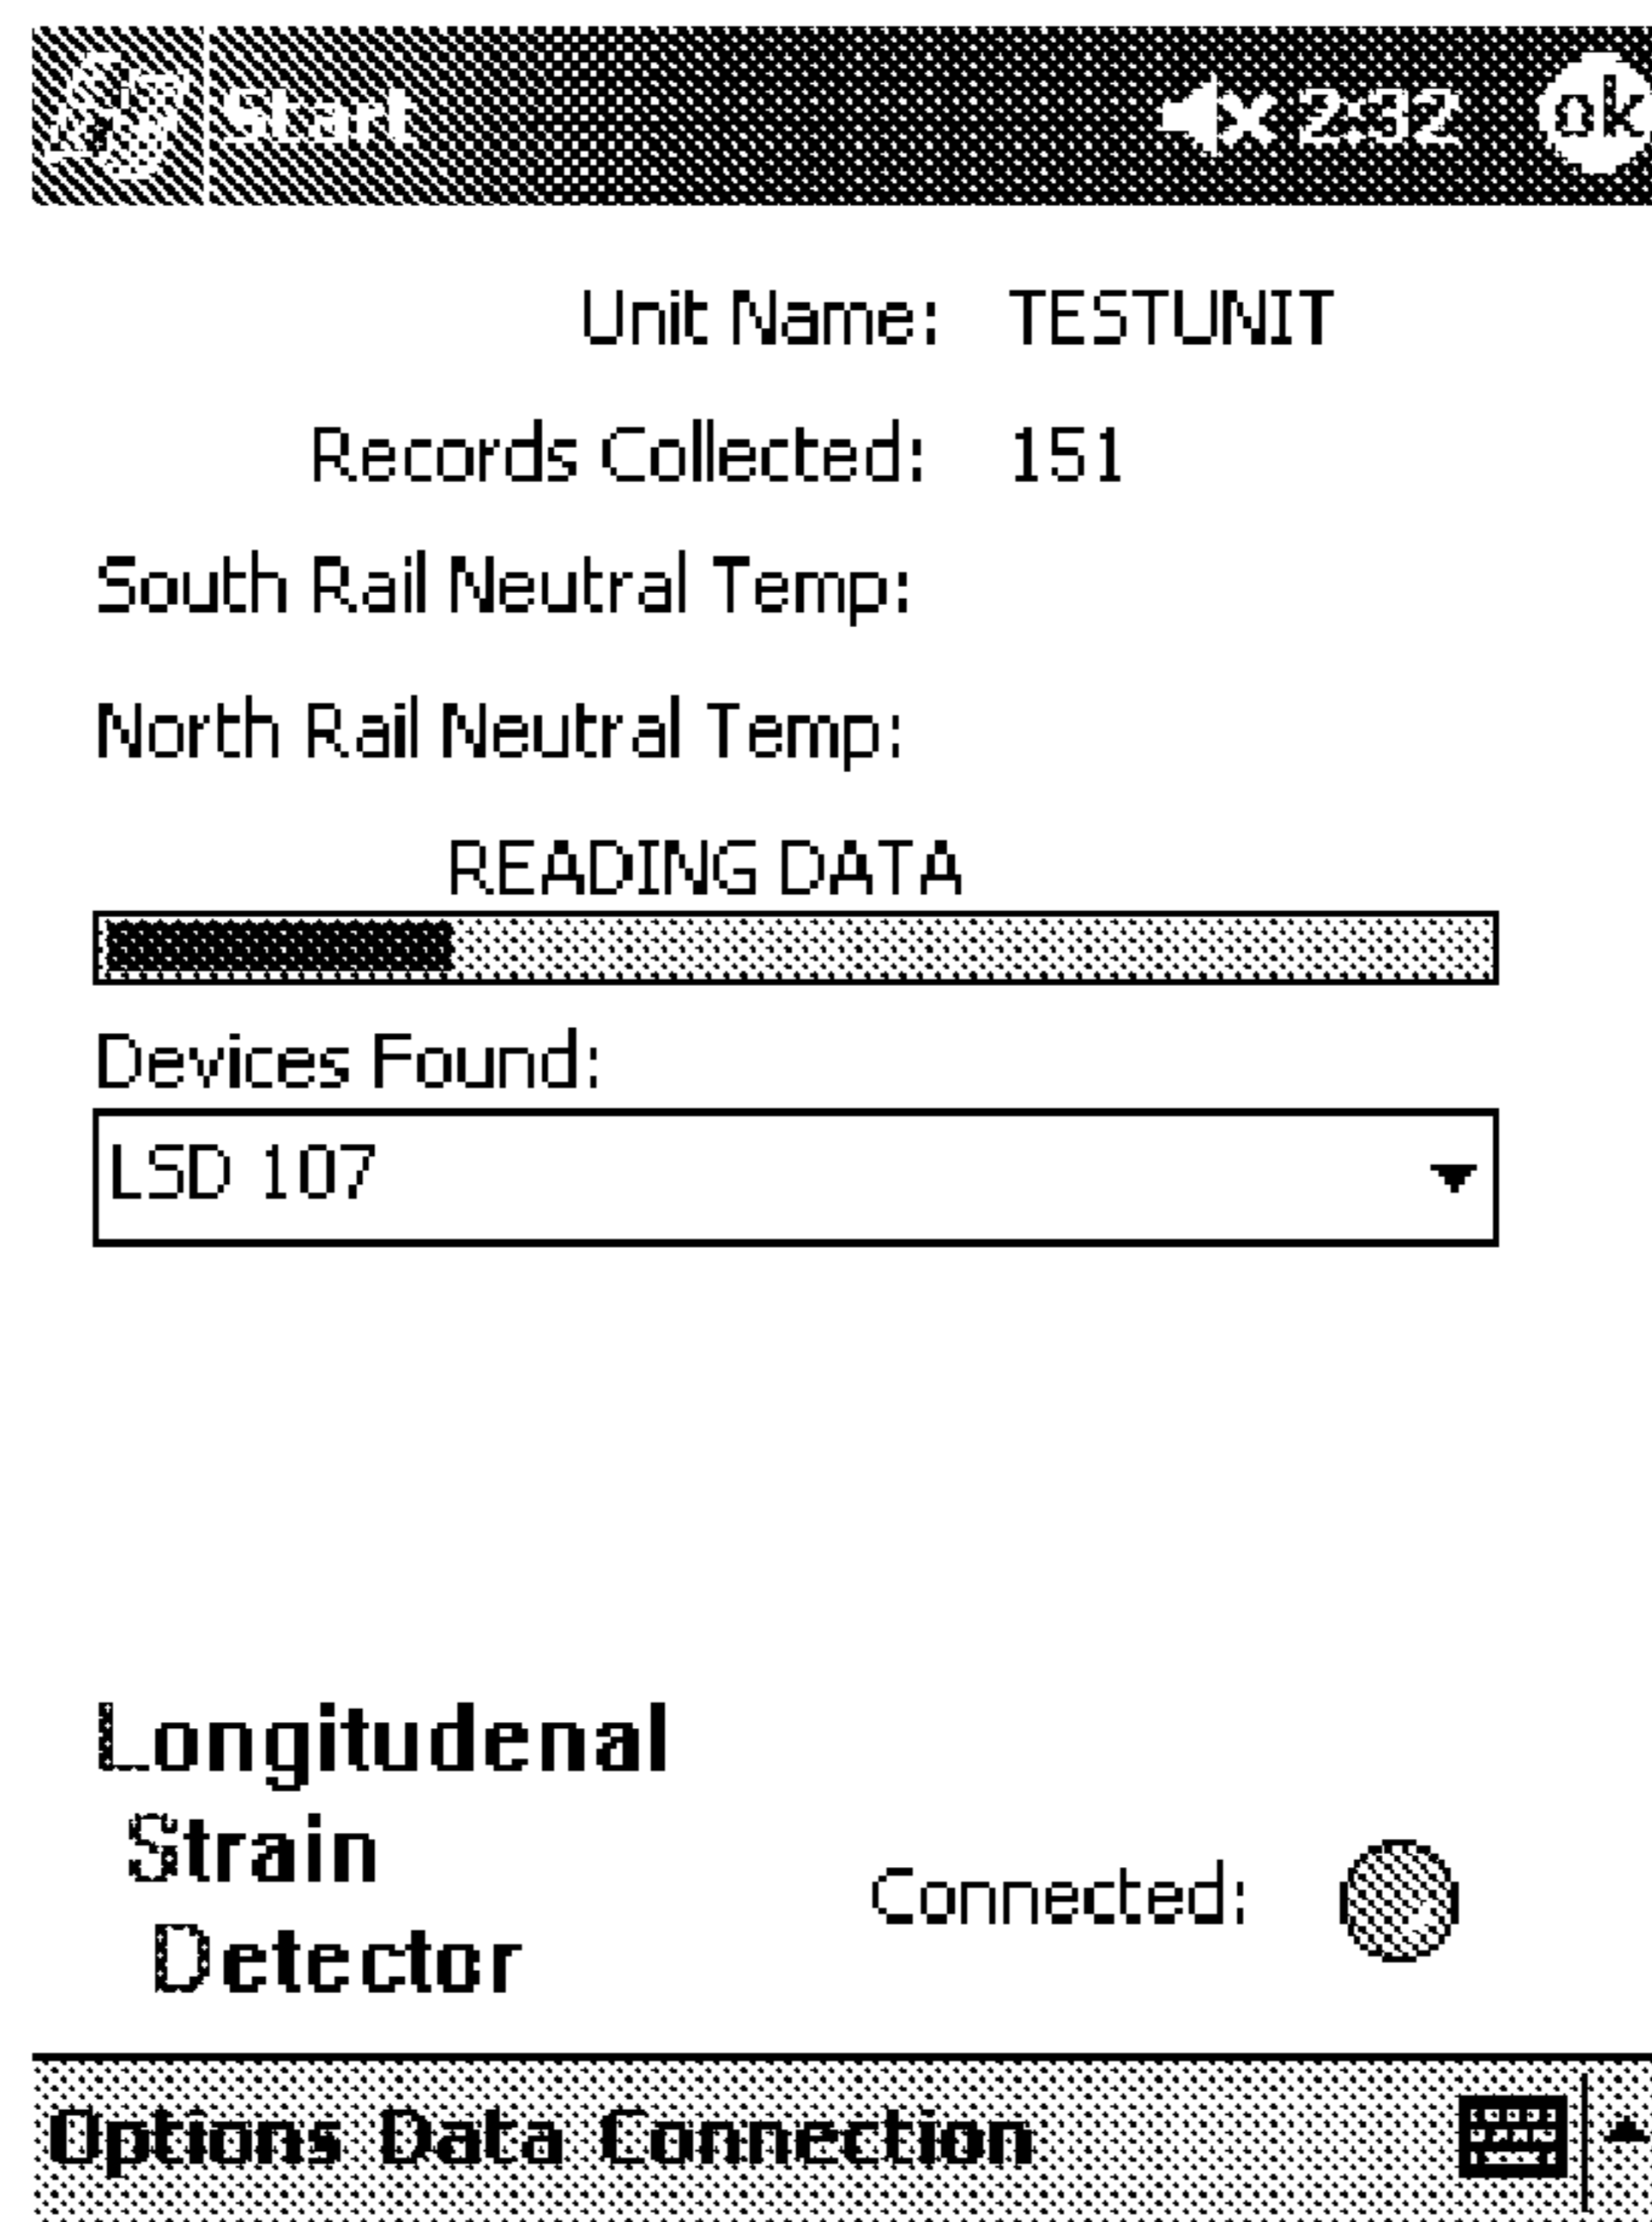 Start 2:32 ok
Unit Name: TESTUNIT
Records Collected: 151
South Rail Neutral Temp:
North Rail Neutral Temp:
READING DATA
Devices Found:
LSD 107
Longitudenal
Strain
Detector
Connected:
Options Data Connection